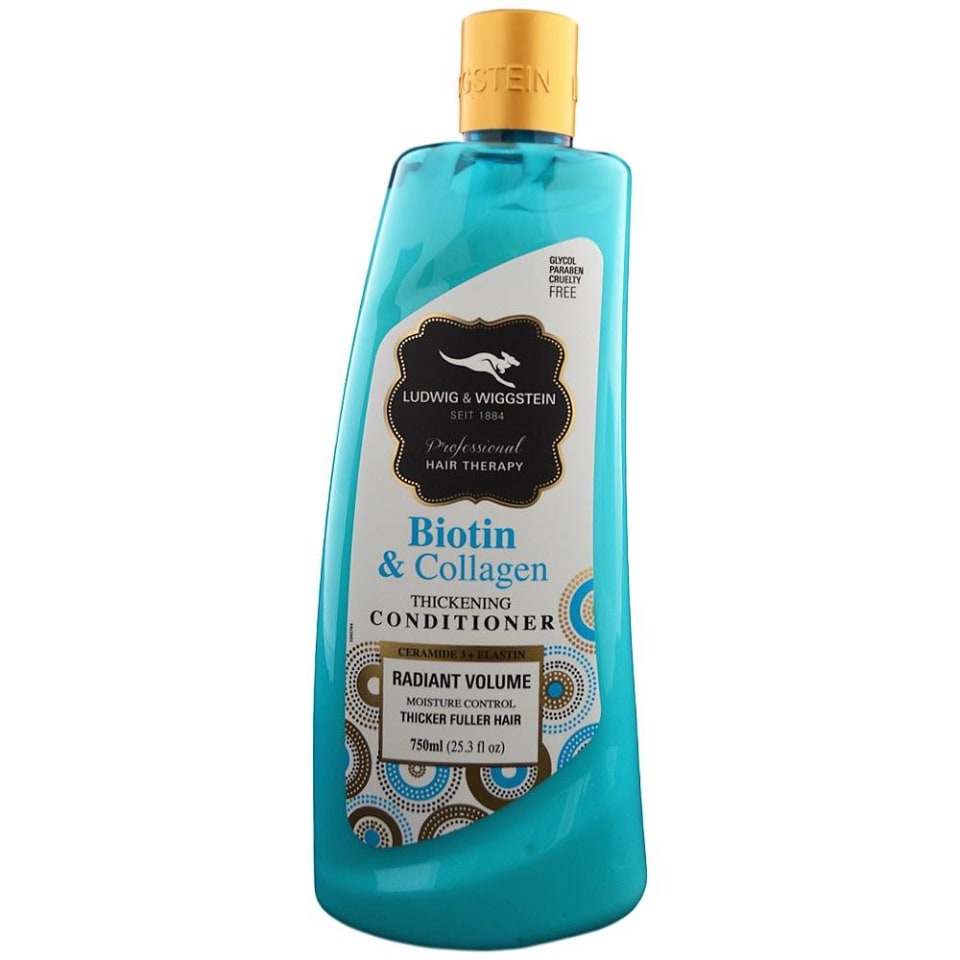 GSTEIN
GLYCOL
PARABEN
CRUELTY
FREE
LUDWIG & WIGGSTEIN
SEIT 1884
Professional
HAIR THERAPY
Biotin
& Collagen
THICKENING
CONDITIONER
CERAMIDE 3 + ELASTIN
RADIANT VOLUME
MOISTURE CONTROL
THICKER FULLER HAIR
750ml (25.3 fl oz)